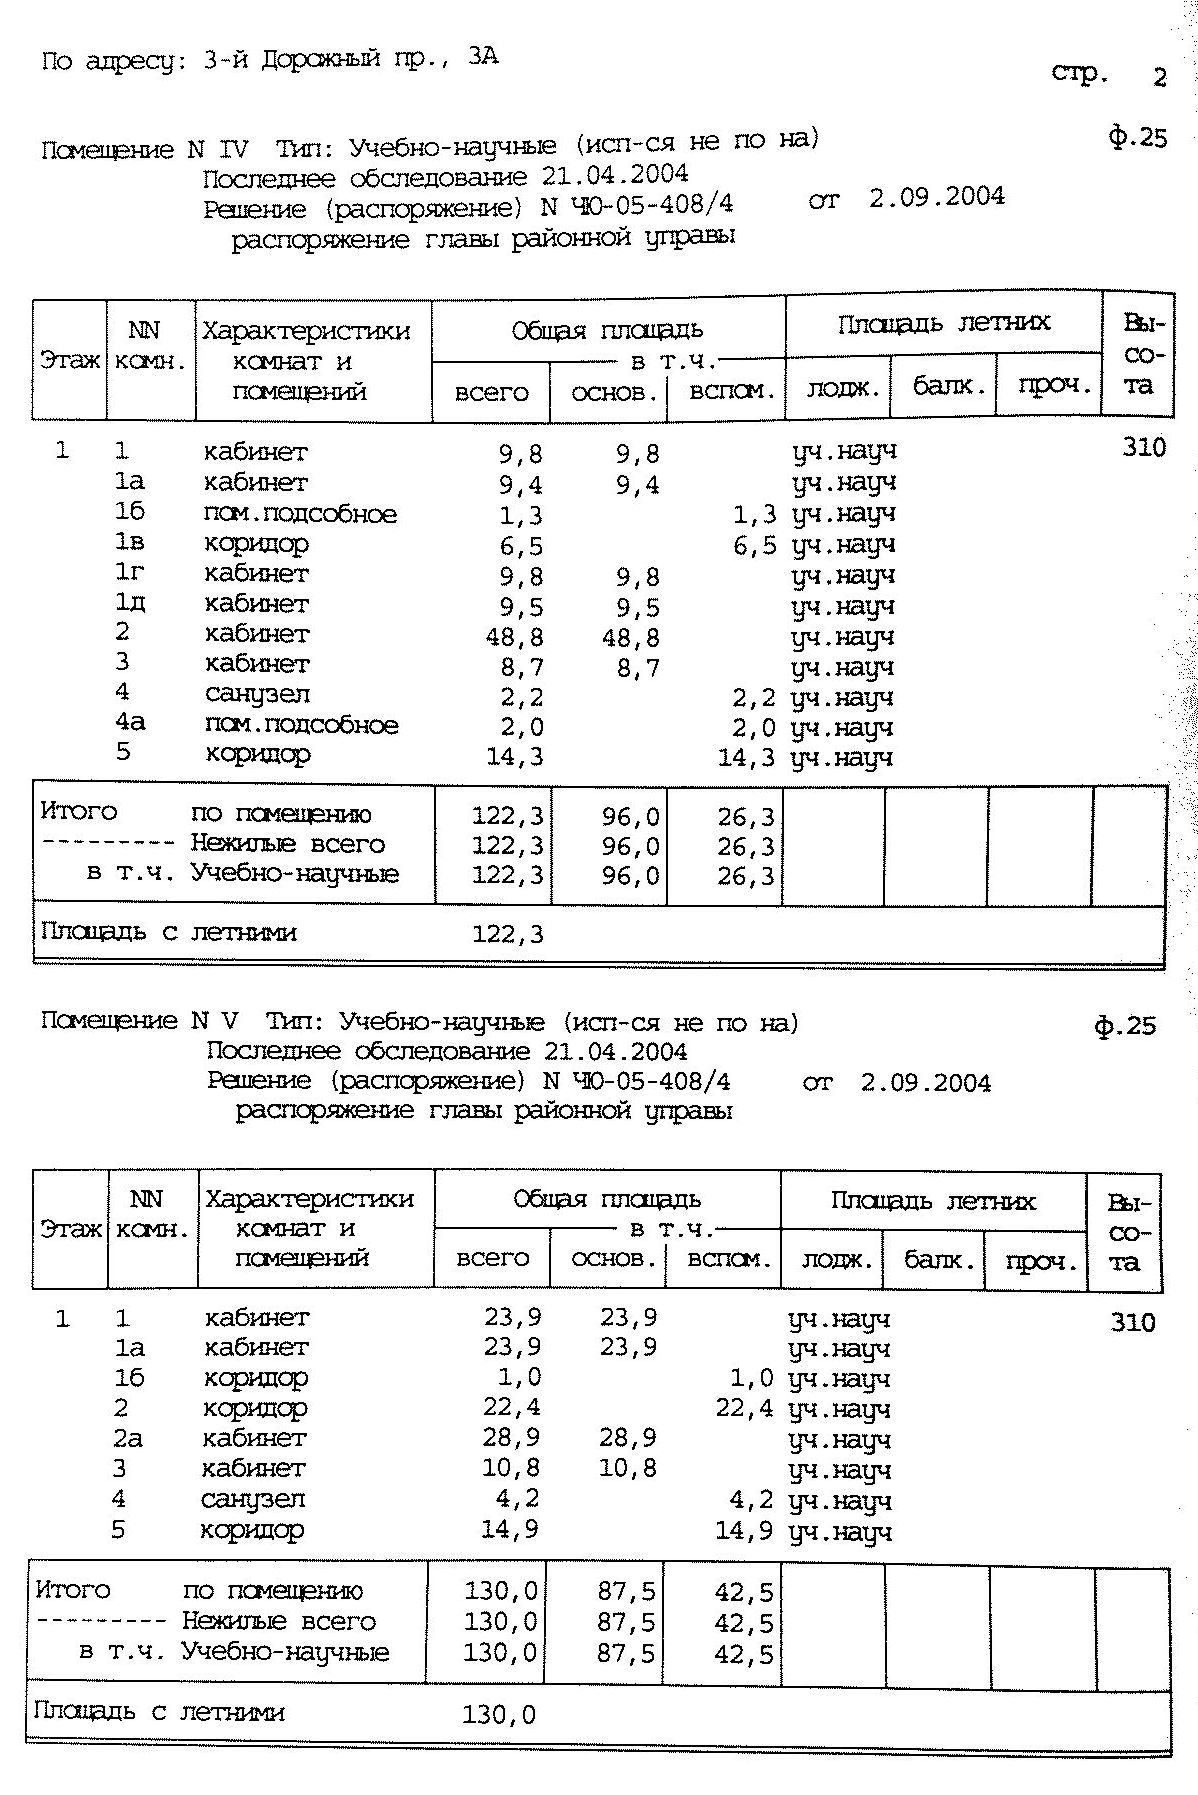 По адресу: 3-й Дорожный пр., 3А
стр. 2
Помещение N IV Тип: Учебно-научные (исп-ся не по на)
ф.25
Последнее обследование 21.04.2004
Решение (распоряжение) N ЧЮ-05-408/4 от 2.09.2004
распоряжение главы районной управы
Этаж NN комн. Характеристики комнат и помещений Общая площадь всего в т.ч. основ. вспом. Площадь летних лодж. балк. проч. Вы-со-та
1 1 кабинет 9,8 9,8 уч.науч 310
1а кабинет 9,4 9,4 уч.науч
1б пом.подсобное 1,3 1,3 уч.науч
1в коридор 6,5 6,5 уч.науч
1г кабинет 9,8 9,8 уч.науч
1д кабинет 9,5 9,5 уч.науч
2 кабинет 48,8 48,8 уч.науч
3 кабинет 8,7 8,7 уч.науч
4 санузел 2,2 2,2 уч.науч
4а пом.подсобное 2,0 2,0 уч.науч
5 коридор 14,3 14,3 уч.науч
Итого по помещению 122,3 96,0 26,3
--------- Нежилые всего 122,3 96,0 26,3
в т.ч. Учебно-научные 122,3 96,0 26,3
Площадь с летними 122,3
Помещение N V Тип: Учебно-научные (исп-ся не по на)
ф.25
Последнее обследование 21.04.2004
Решение (распоряжение) N ЧЮ-05-408/4 от 2.09.2004
распоряжение главы районной управы
Этаж NN комн. Характеристики комнат и помещений Общая площадь всего в т.ч. основ. вспом. Площадь летних лодж. балк. проч. Вы-со-та
1 1 кабинет 23,9 23,9 уч.науч 310
1а кабинет 23,9 23,9 уч.науч
1б коридор 1,0 1,0 уч.науч
2 коридор 22,4 22,4 уч.науч
2а кабинет 28,9 28,9 уч.науч
3 кабинет 10,8 10,8 уч.науч
4 санузел 4,2 4,2 уч.науч
5 коридор 14,9 14,9 уч.науч
Итого по помещению 130,0 87,5 42,5
--------- Нежилые всего 130,0 87,5 42,5
в т.ч. Учебно-научные 130,0 87,5 42,5
Площадь с летними 130,0